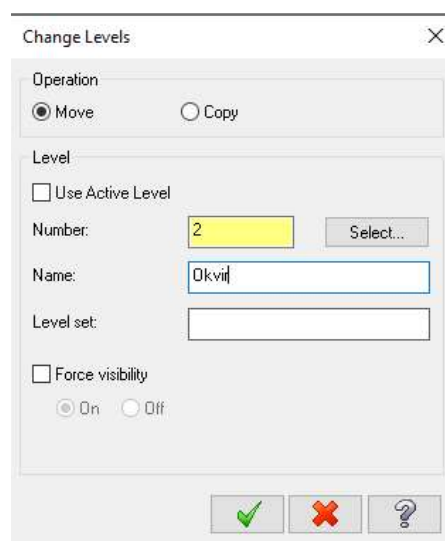 Change Levels
Operation
Move Copy
Level
Use Active Level
Number: 2 Select...
Name: Okvir
Level set:
Force visibility
On Off